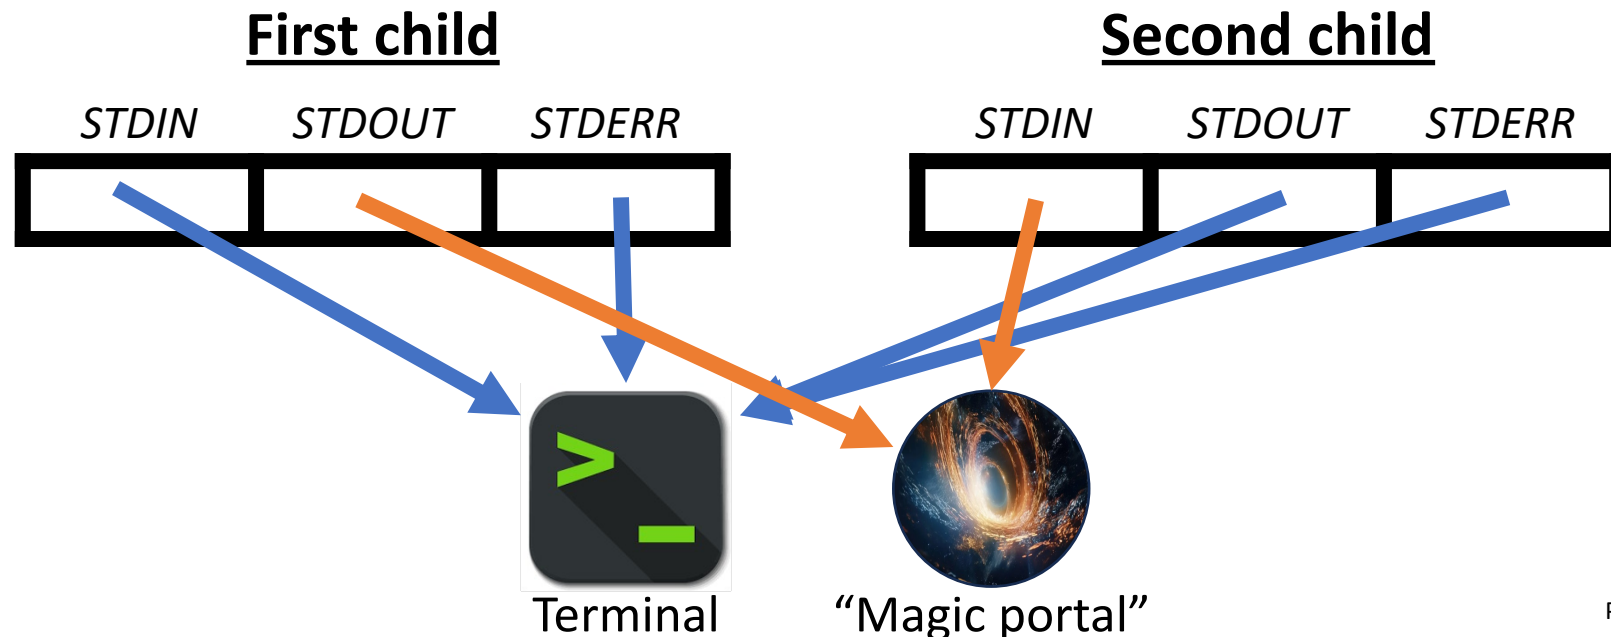 First child
Second child
STDIN STDOUT STDERR
STDIN STDOUT STDERR
>_
Terminal
“Magic portal”